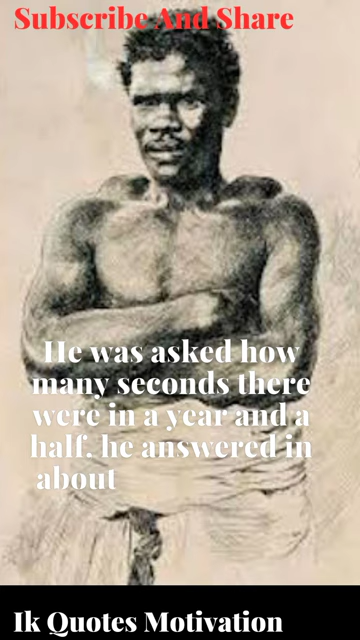 Subscribe And Share
He was asked how
many seconds there
were in a year and a
half. he answered in
about
Ik Quotes Motivation